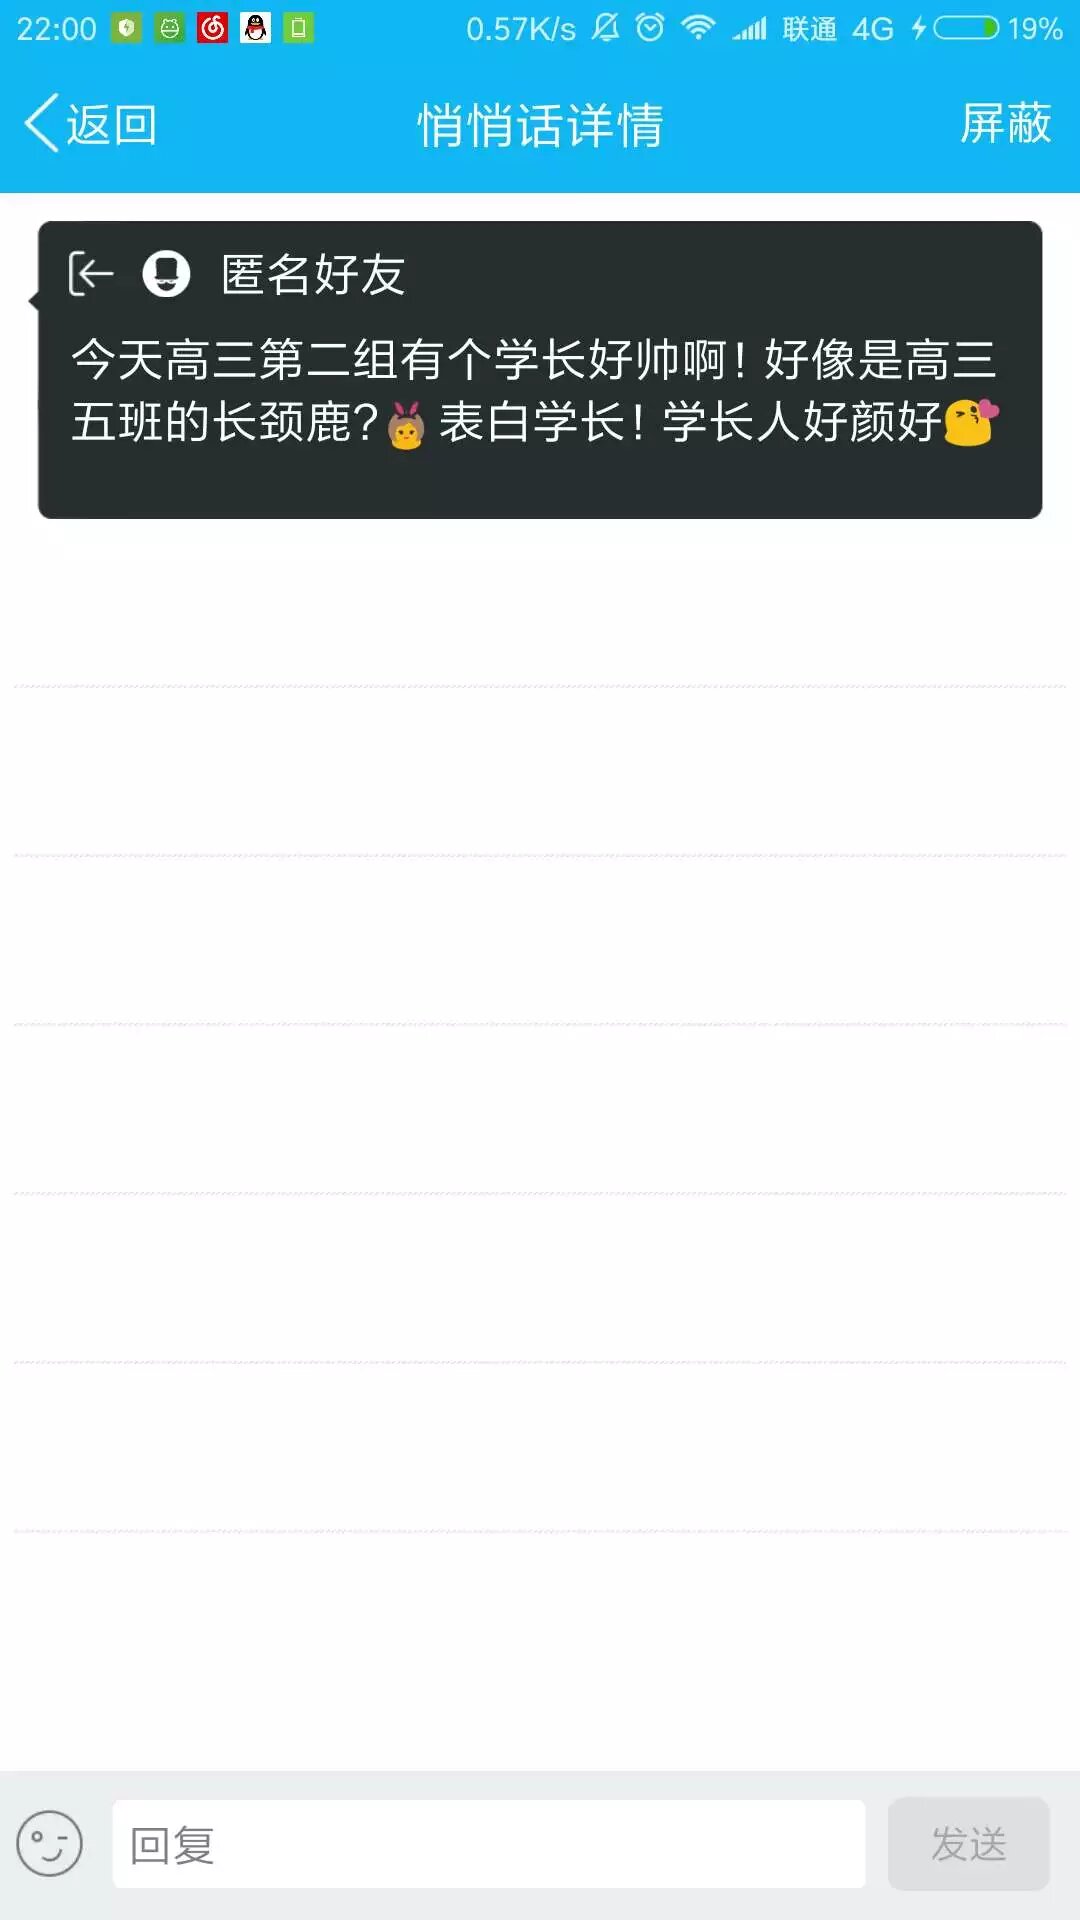 22:00 0.57K/s 联通 4G 19%
返回 悄悄话详情 屏蔽
匿名好友
今天高三第二组有个学长好帅啊！好像是高三
五班的长颈鹿？👯表白学长！学长人好颜好😘
回复 发送